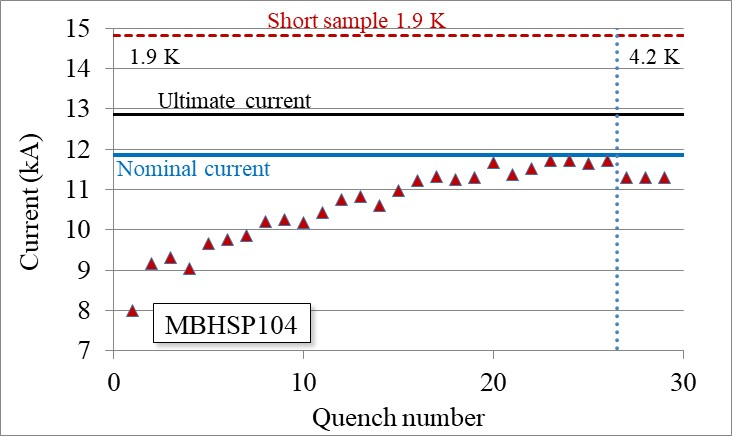 Short sample 1.9 K
15
14
13
12
11
10
9
8
7
1.9 K
4.2 K
Ultimate current
Nominal current
Current (kA)
MBHSP104
0
10
20
30
Quench number